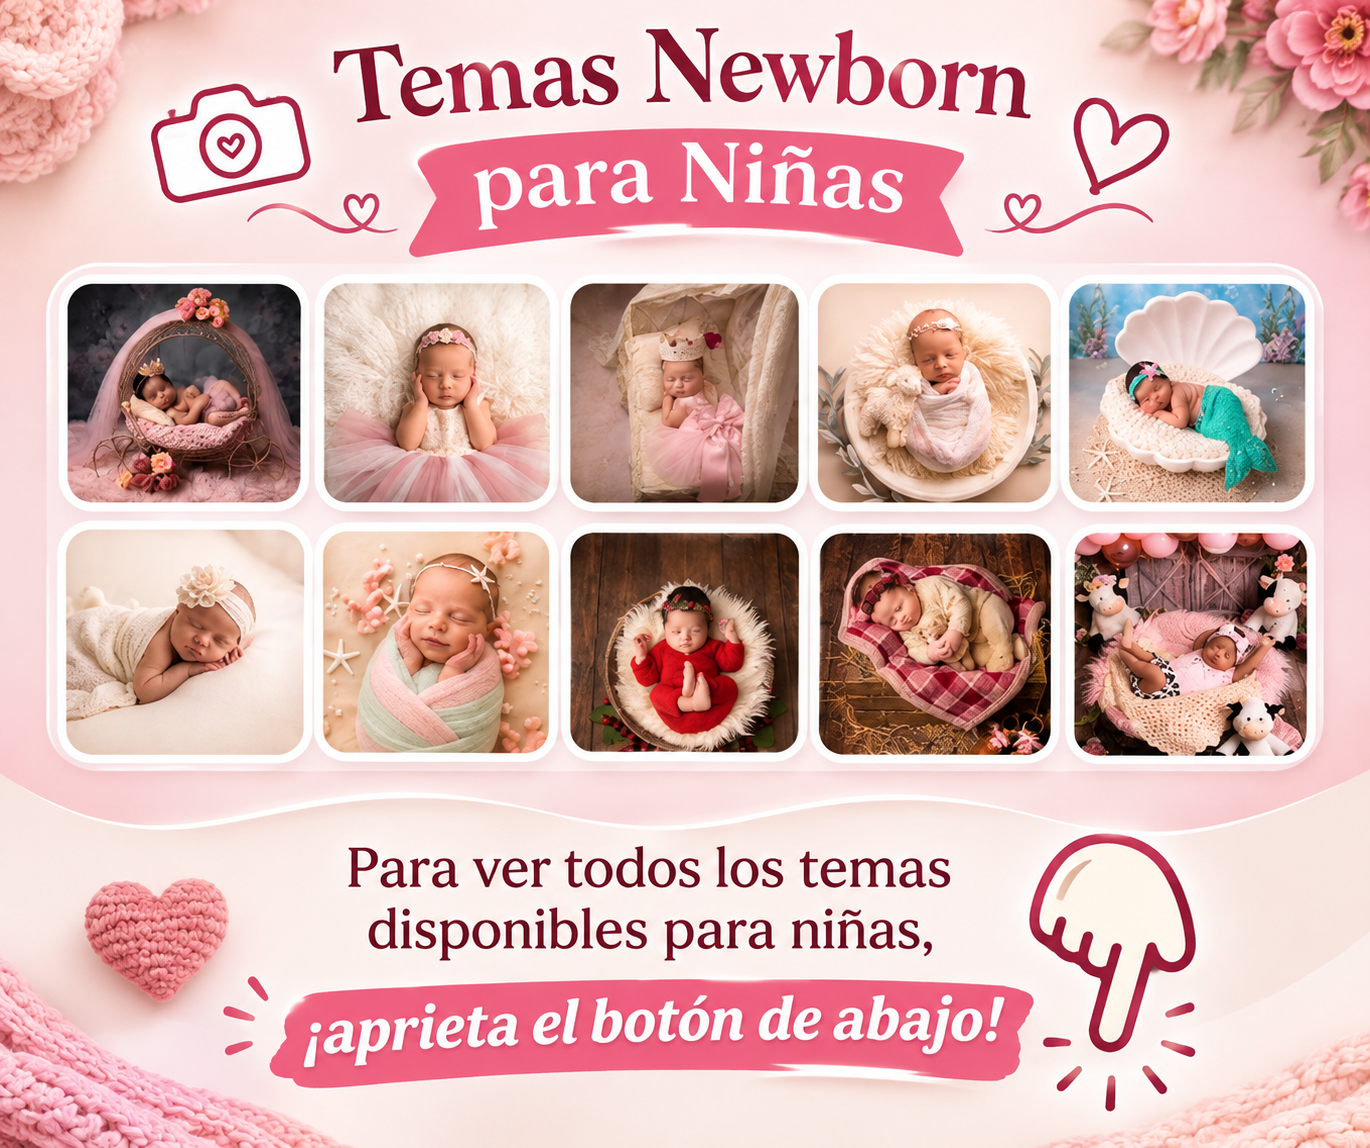 Temas Newborn
para Niñas
Para ver todos los temas
disponibles para niñas,
¡aprieta el botón de abajo!